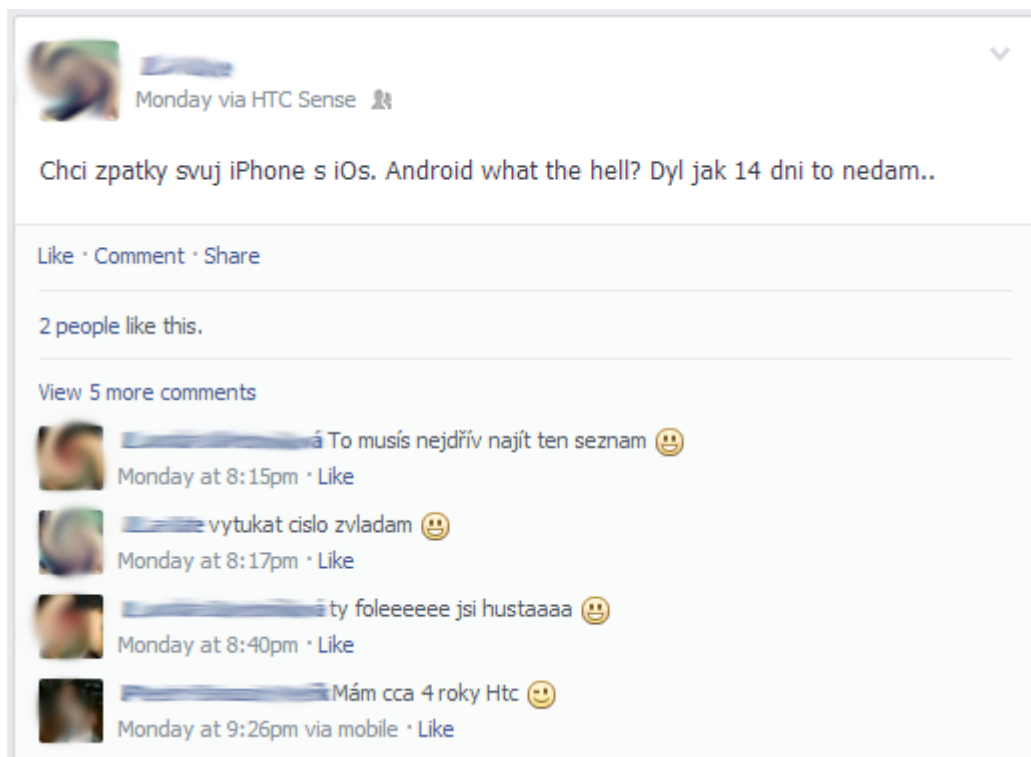 Monday via HTC Sense
Chci zpatky svuj iPhone s iOs. Android what the hell? Dyl jak 14 dni to nedam..
Like · Comment · Share
2 people like this.
View 5 more comments
To musís nejdřív najít ten seznam
Monday at 8:15pm · Like
vytukat cislo zvladam
Monday at 8:17pm · Like
ty foleeeeee jsi hustaaaa
Monday at 8:40pm · Like
Mám cca 4 roky Htc
Monday at 9:26pm via mobile · Like